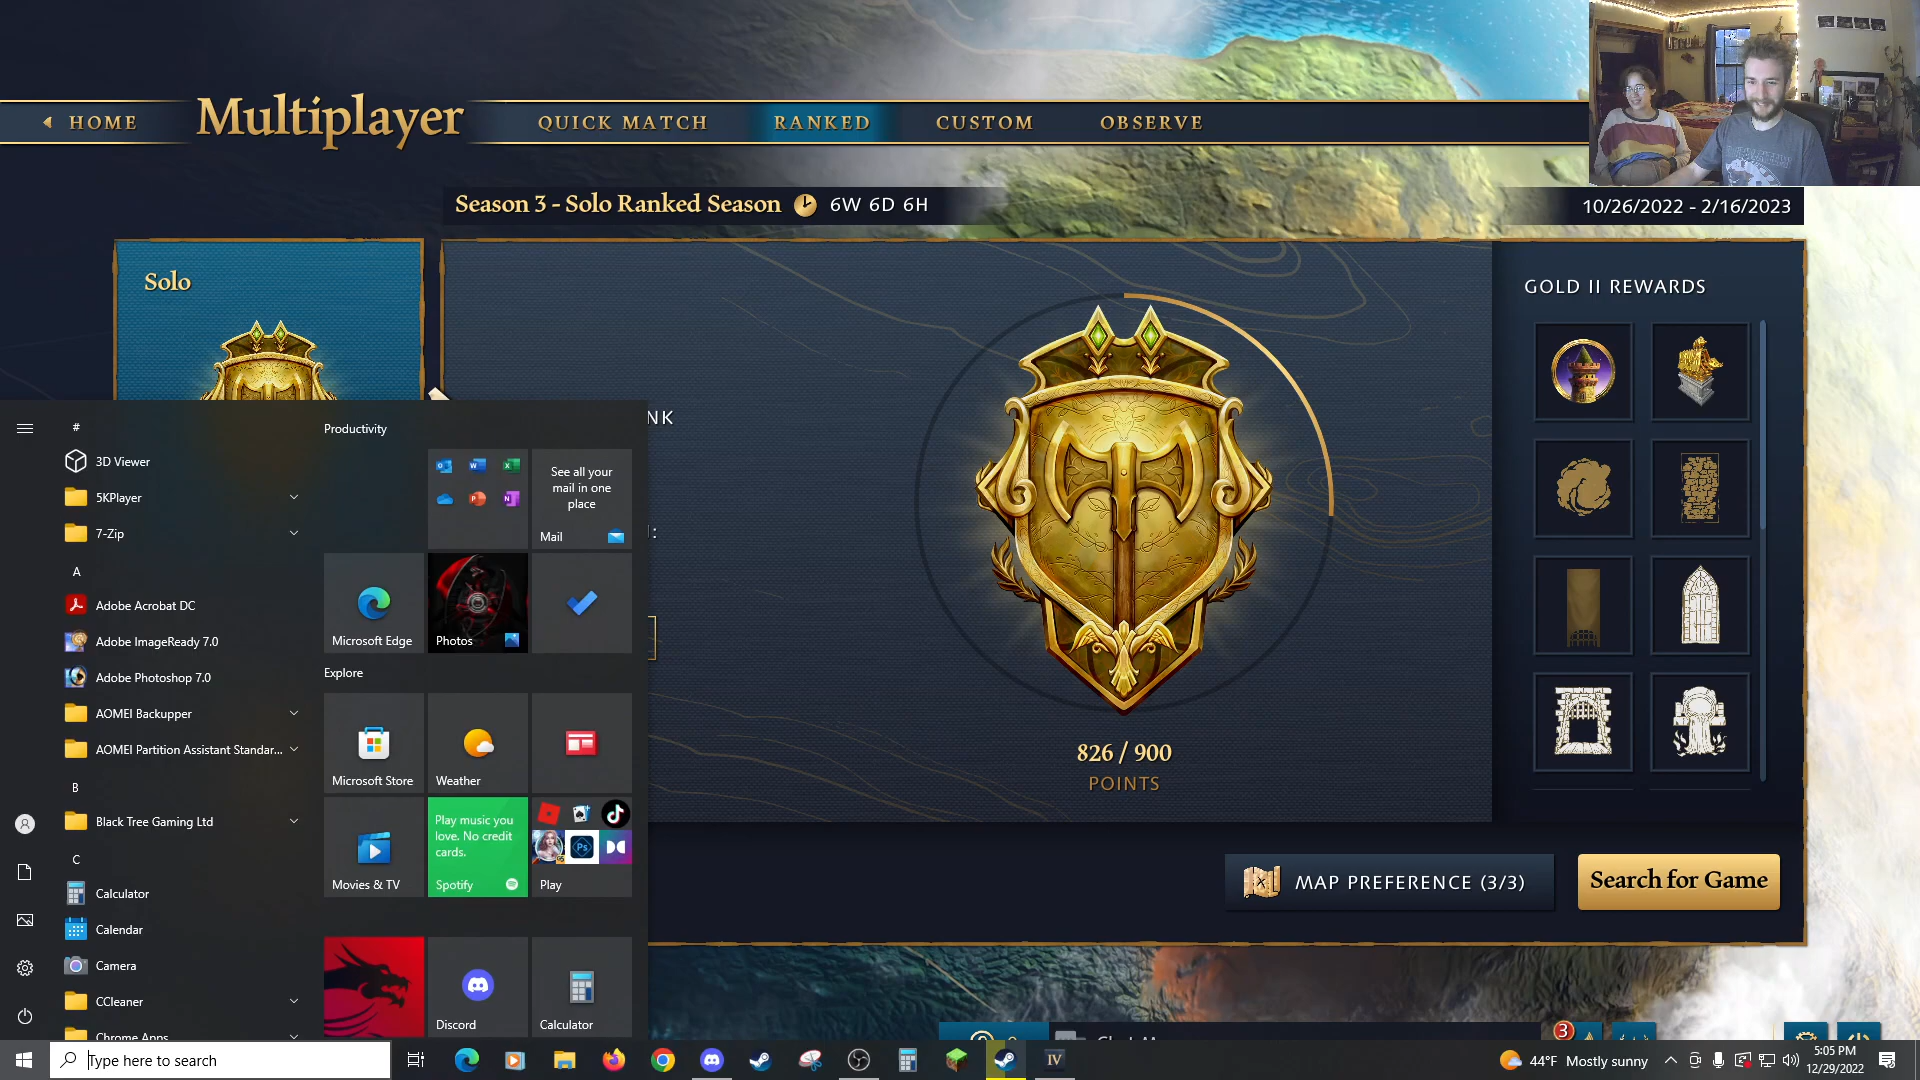 HOME
Multiplayer
QUICK MATCH
RANKED
CUSTOM
OBSERVE
Season 3 - Solo Ranked Season
6W 6D 6H
10/26/2022 - 2/16/2023
Solo
GOLD II REWARDS
NK
:
826 / 900
POINTS
MAP PREFERENCE (3/3)
Search for Game
#
3D Viewer
5KPlayer
7-Zip
A
Adobe Acrobat DC
Adobe ImageReady 7.0
Adobe Photoshop 7.0
AOMEI Backupper
AOMEI Partition Assistant Standar...
B
Black Tree Gaming Ltd
C
Calculator
Calendar
Camera
CCleaner
Chrome Apps
Productivity
See all your
mail in one
place
Mail
Microsoft Edge
Photos
Explore
Microsoft Store
Weather
Movies & TV
Play music you
love. No credit
cards.
Spotify
Ps
Play
Discord
Calculator
3
Type here to search
IV
44°F Mostly sunny
5:05 PM
12/29/2022